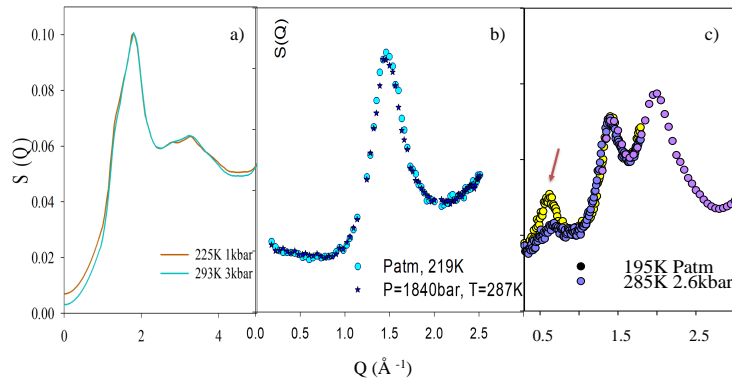 a)
0.10
0.08
0.06
0.04
0.02
0.00
S (Q)
225K 1kbar
293K 3kbar
0
2
4
b)
S(Q)
Patm, 219K
P=1840bar, T=287K
0.0
0.5
1.0
1.5
2.0
2.5
Q (Å -1)
c)
195K Patm
285K 2.6kbar
0.5
1.5
2.5